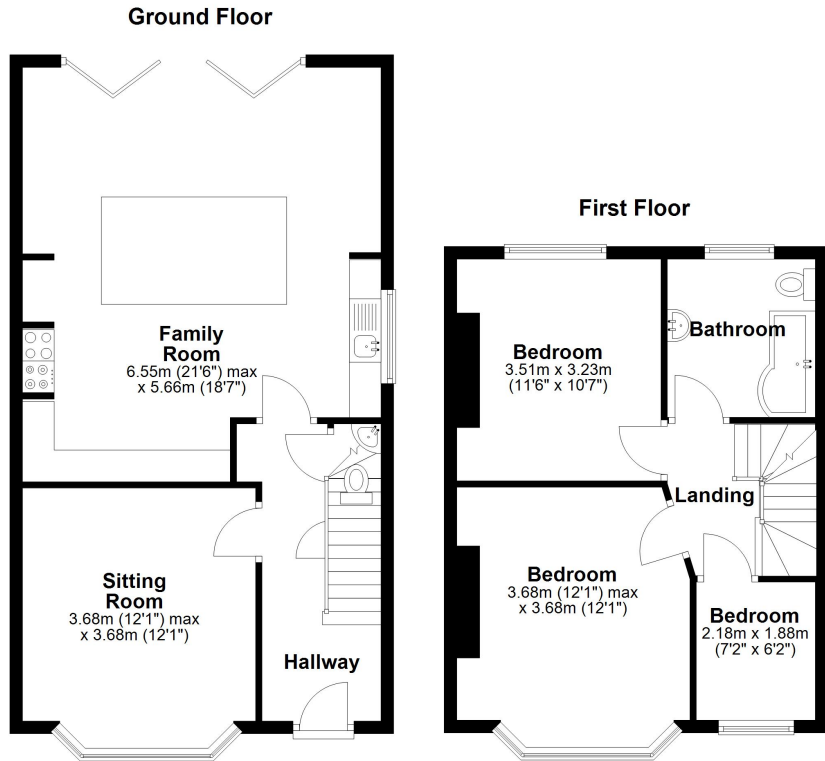 Ground Floor
Family
Room
6.55m (21'6") max
x 5.66m (18'7")
Sitting
Room
3.68m (12'1") max
x 3.68m (12'1")
Hallway
First Floor
Bedroom
3.51m x 3.23m
(11'6" x 10'7")
Bathroom
Landing
Bedroom
3.68m (12'1") max
x 3.68m (12'1")
Bedroom
2.18m x 1.88m
(7'2" x 6'2")